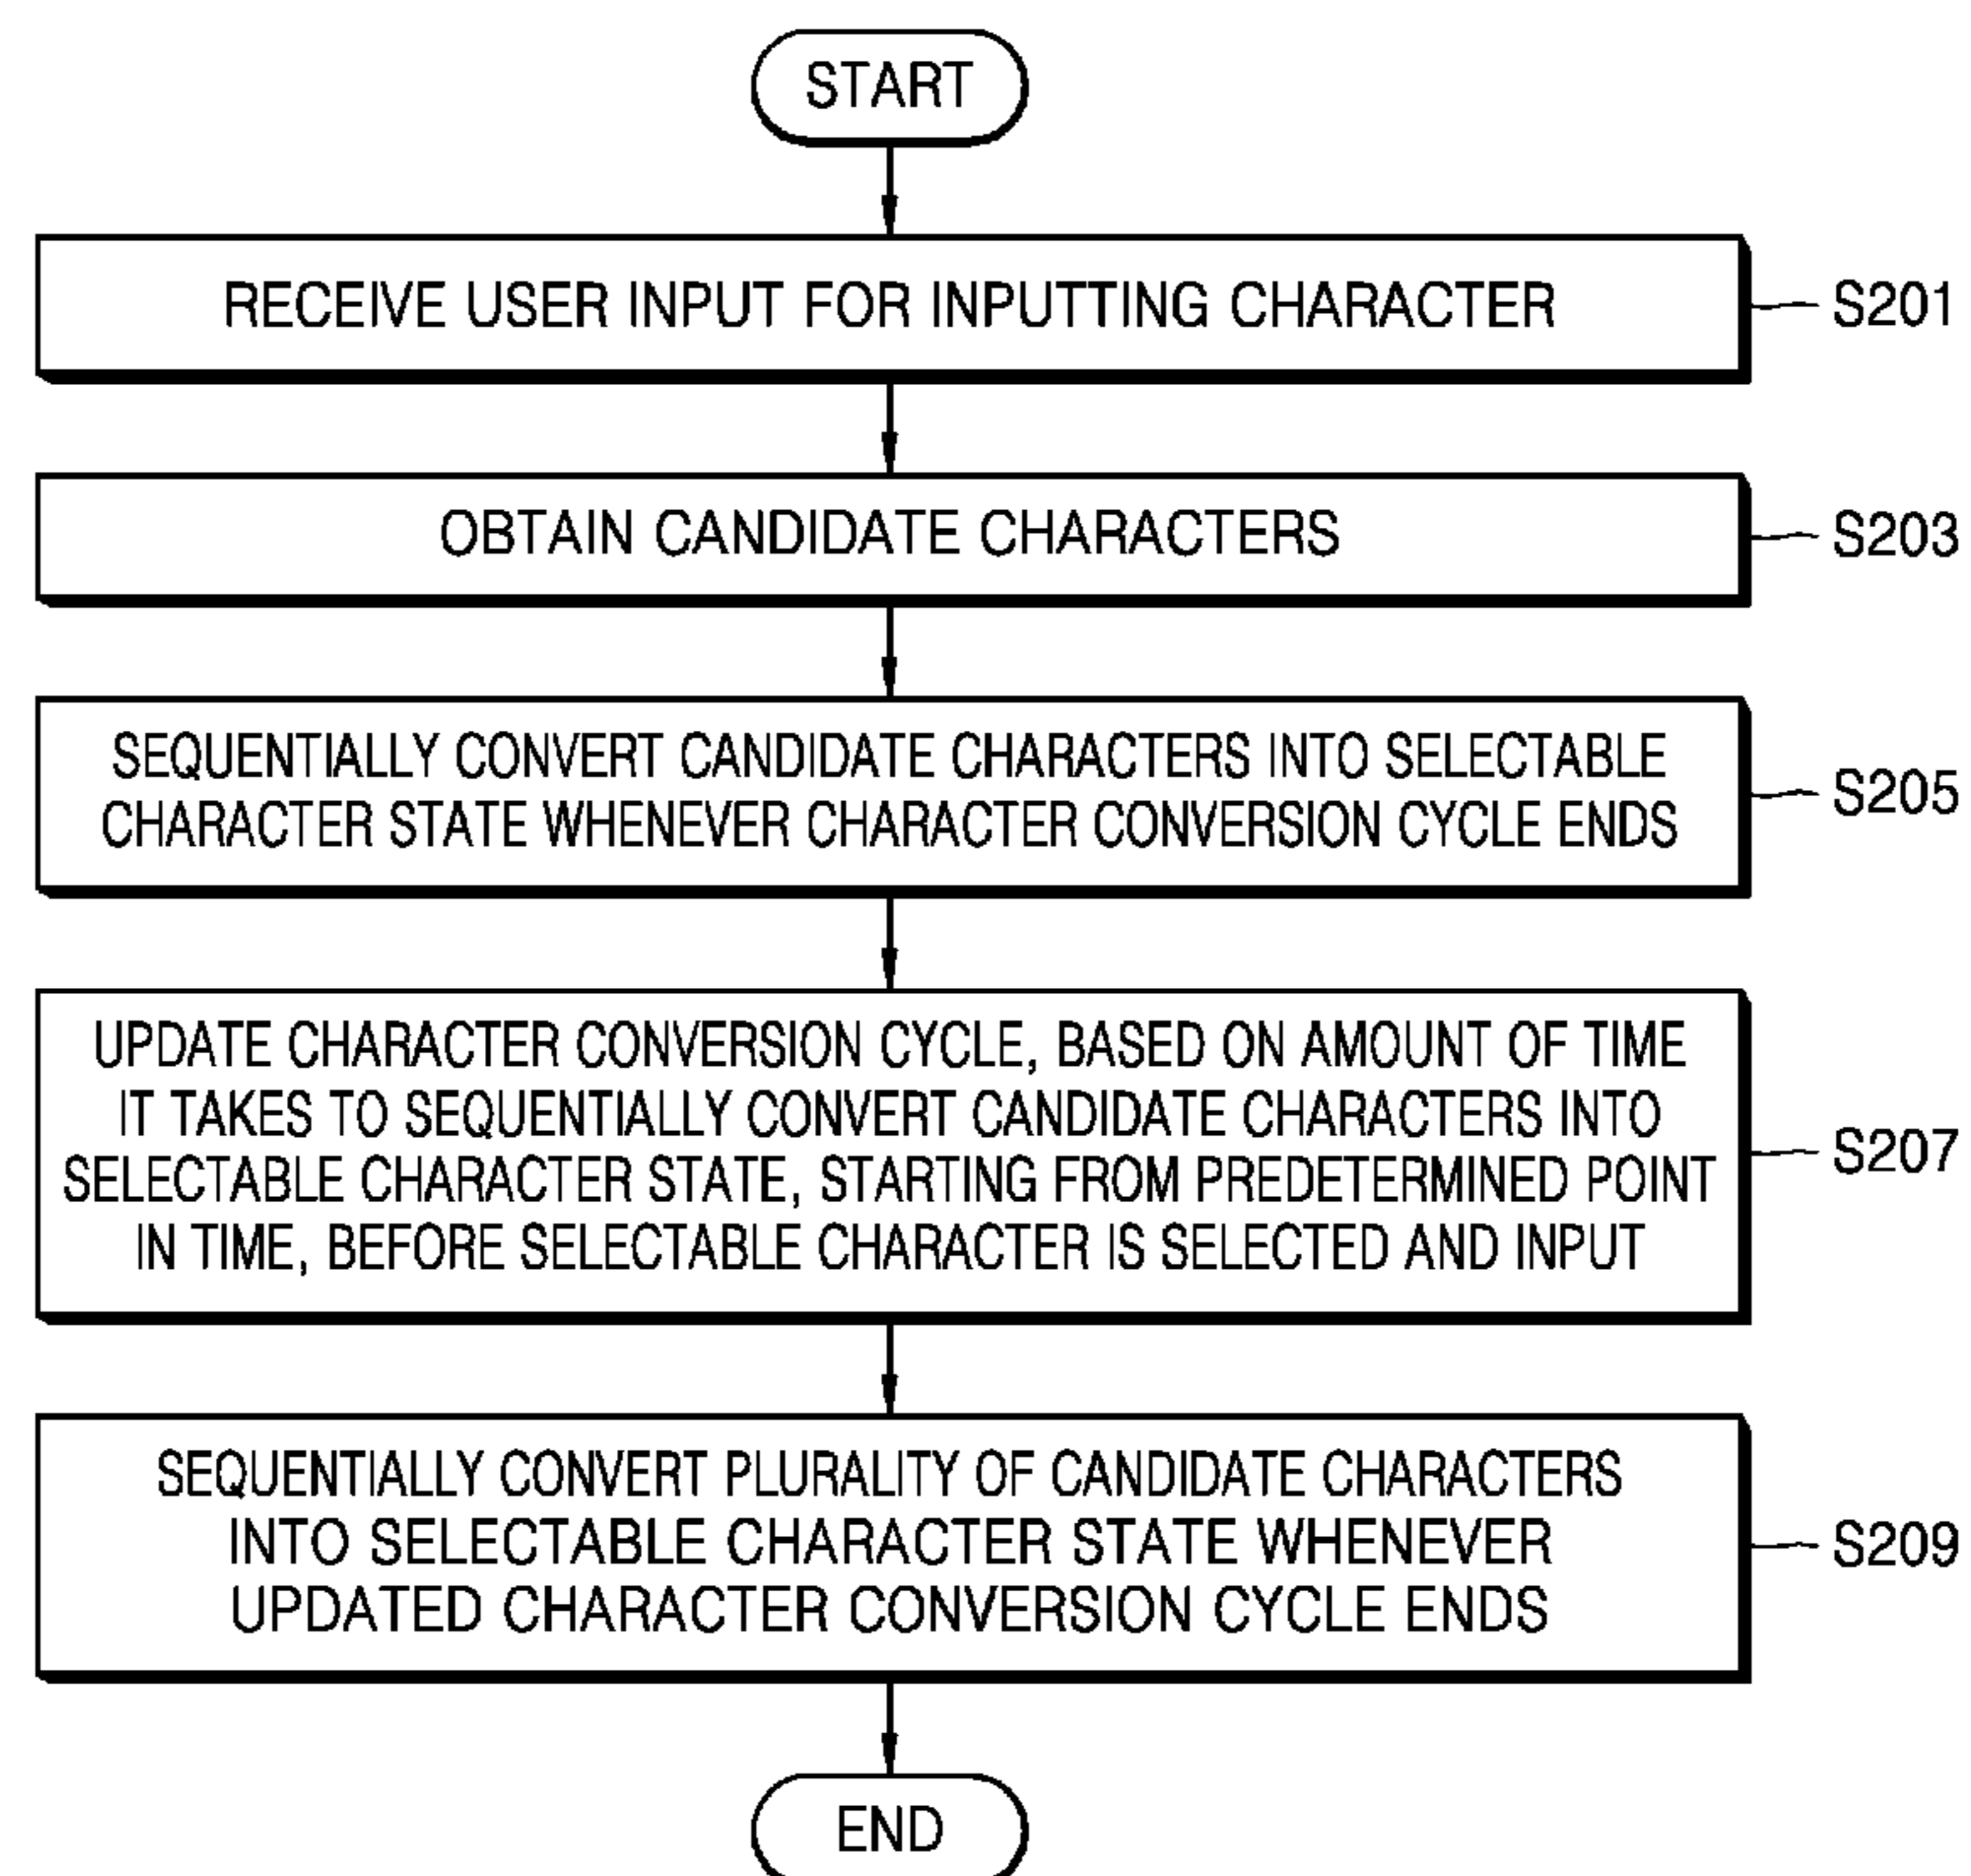 START
RECEIVE USER INPUT FOR INPUTTING CHARACTER
S201
OBTAIN CANDIDATE CHARACTERS
S203
SEQUENTIALLY CONVERT CANDIDATE CHARACTERS INTO SELECTABLE
CHARACTER STATE WHENEVER CHARACTER CONVERSION CYCLE ENDS
S205
UPDATE CHARACTER CONVERSION CYCLE, BASED ON AMOUNT OF TIME
IT TAKES TO SEQUENTIALLY CONVERT CANDIDATE CHARACTERS INTO
SELECTABLE CHARACTER STATE, STARTING FROM PREDETERMINED POINT
IN TIME, BEFORE SELECTABLE CHARACTER IS SELECTED AND INPUT
S207
SEQUENTIALLY CONVERT PLURALITY OF CANDIDATE CHARACTERS
INTO SELECTABLE CHARACTER STATE WHENEVER
UPDATED CHARACTER CONVERSION CYCLE ENDS
S209
END